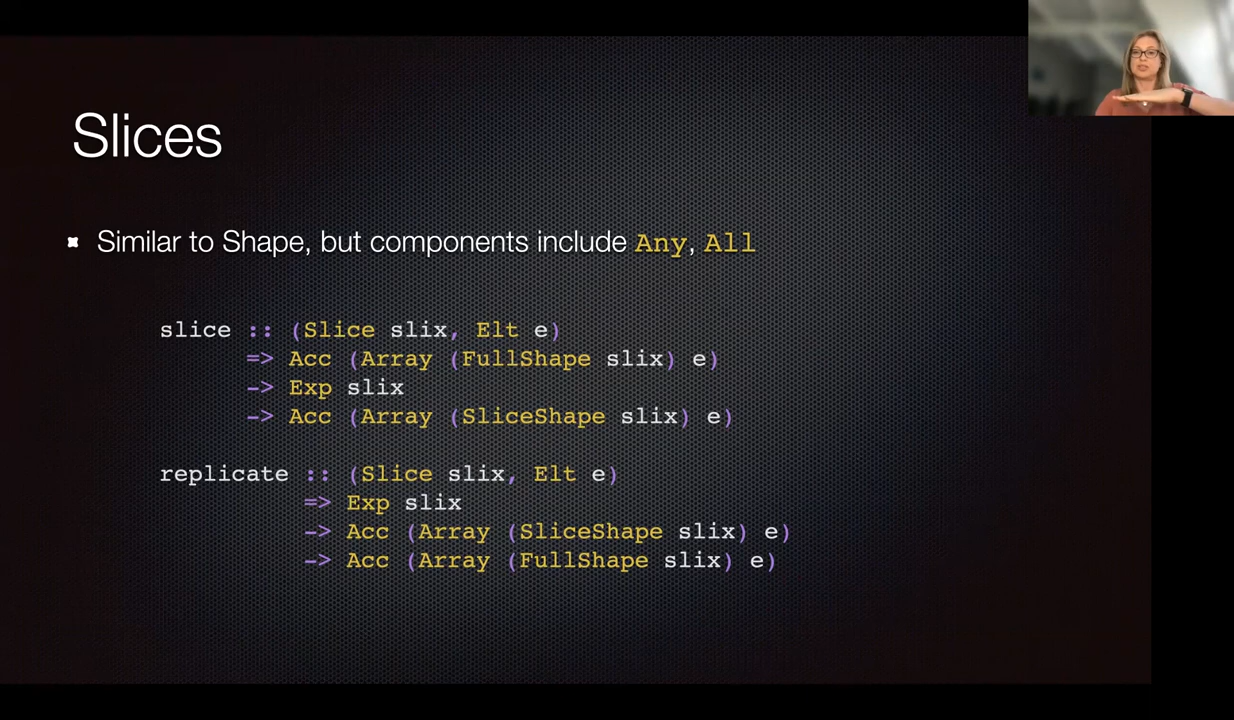 Slices
Similar to Shape, but components include Any, All
slice :: (Slice slix, Elt e)
=> Acc (Array (FullShape slix) e)
-> Exp slix
-> Acc (Array (SliceShape slix) e)
replicate :: (Slice slix, Elt e)
=> Exp slix
-> Acc (Array (SliceShape slix) e)
-> Acc (Array (FullShape slix) e)